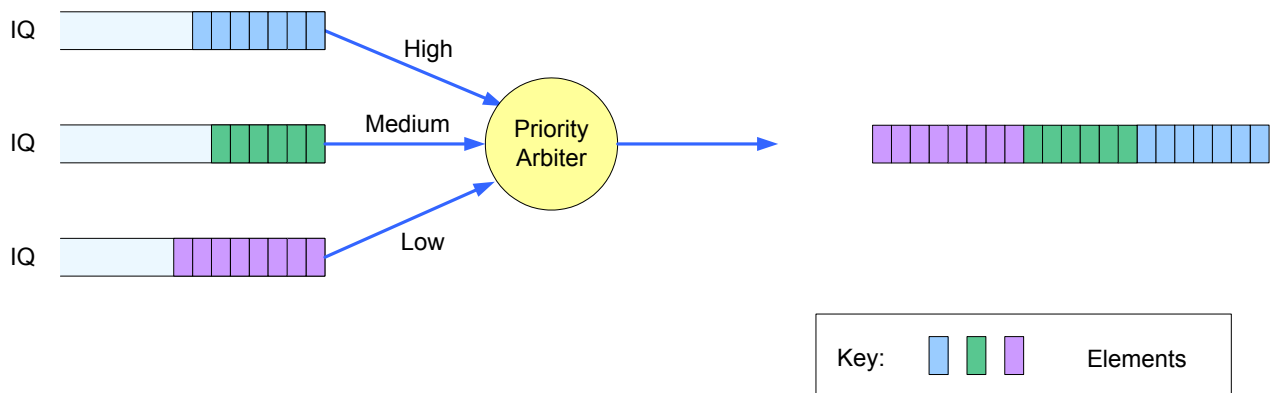 IQ
High
IQ
Medium
Priority
Arbiter
IQ
Low
Key:
Elements